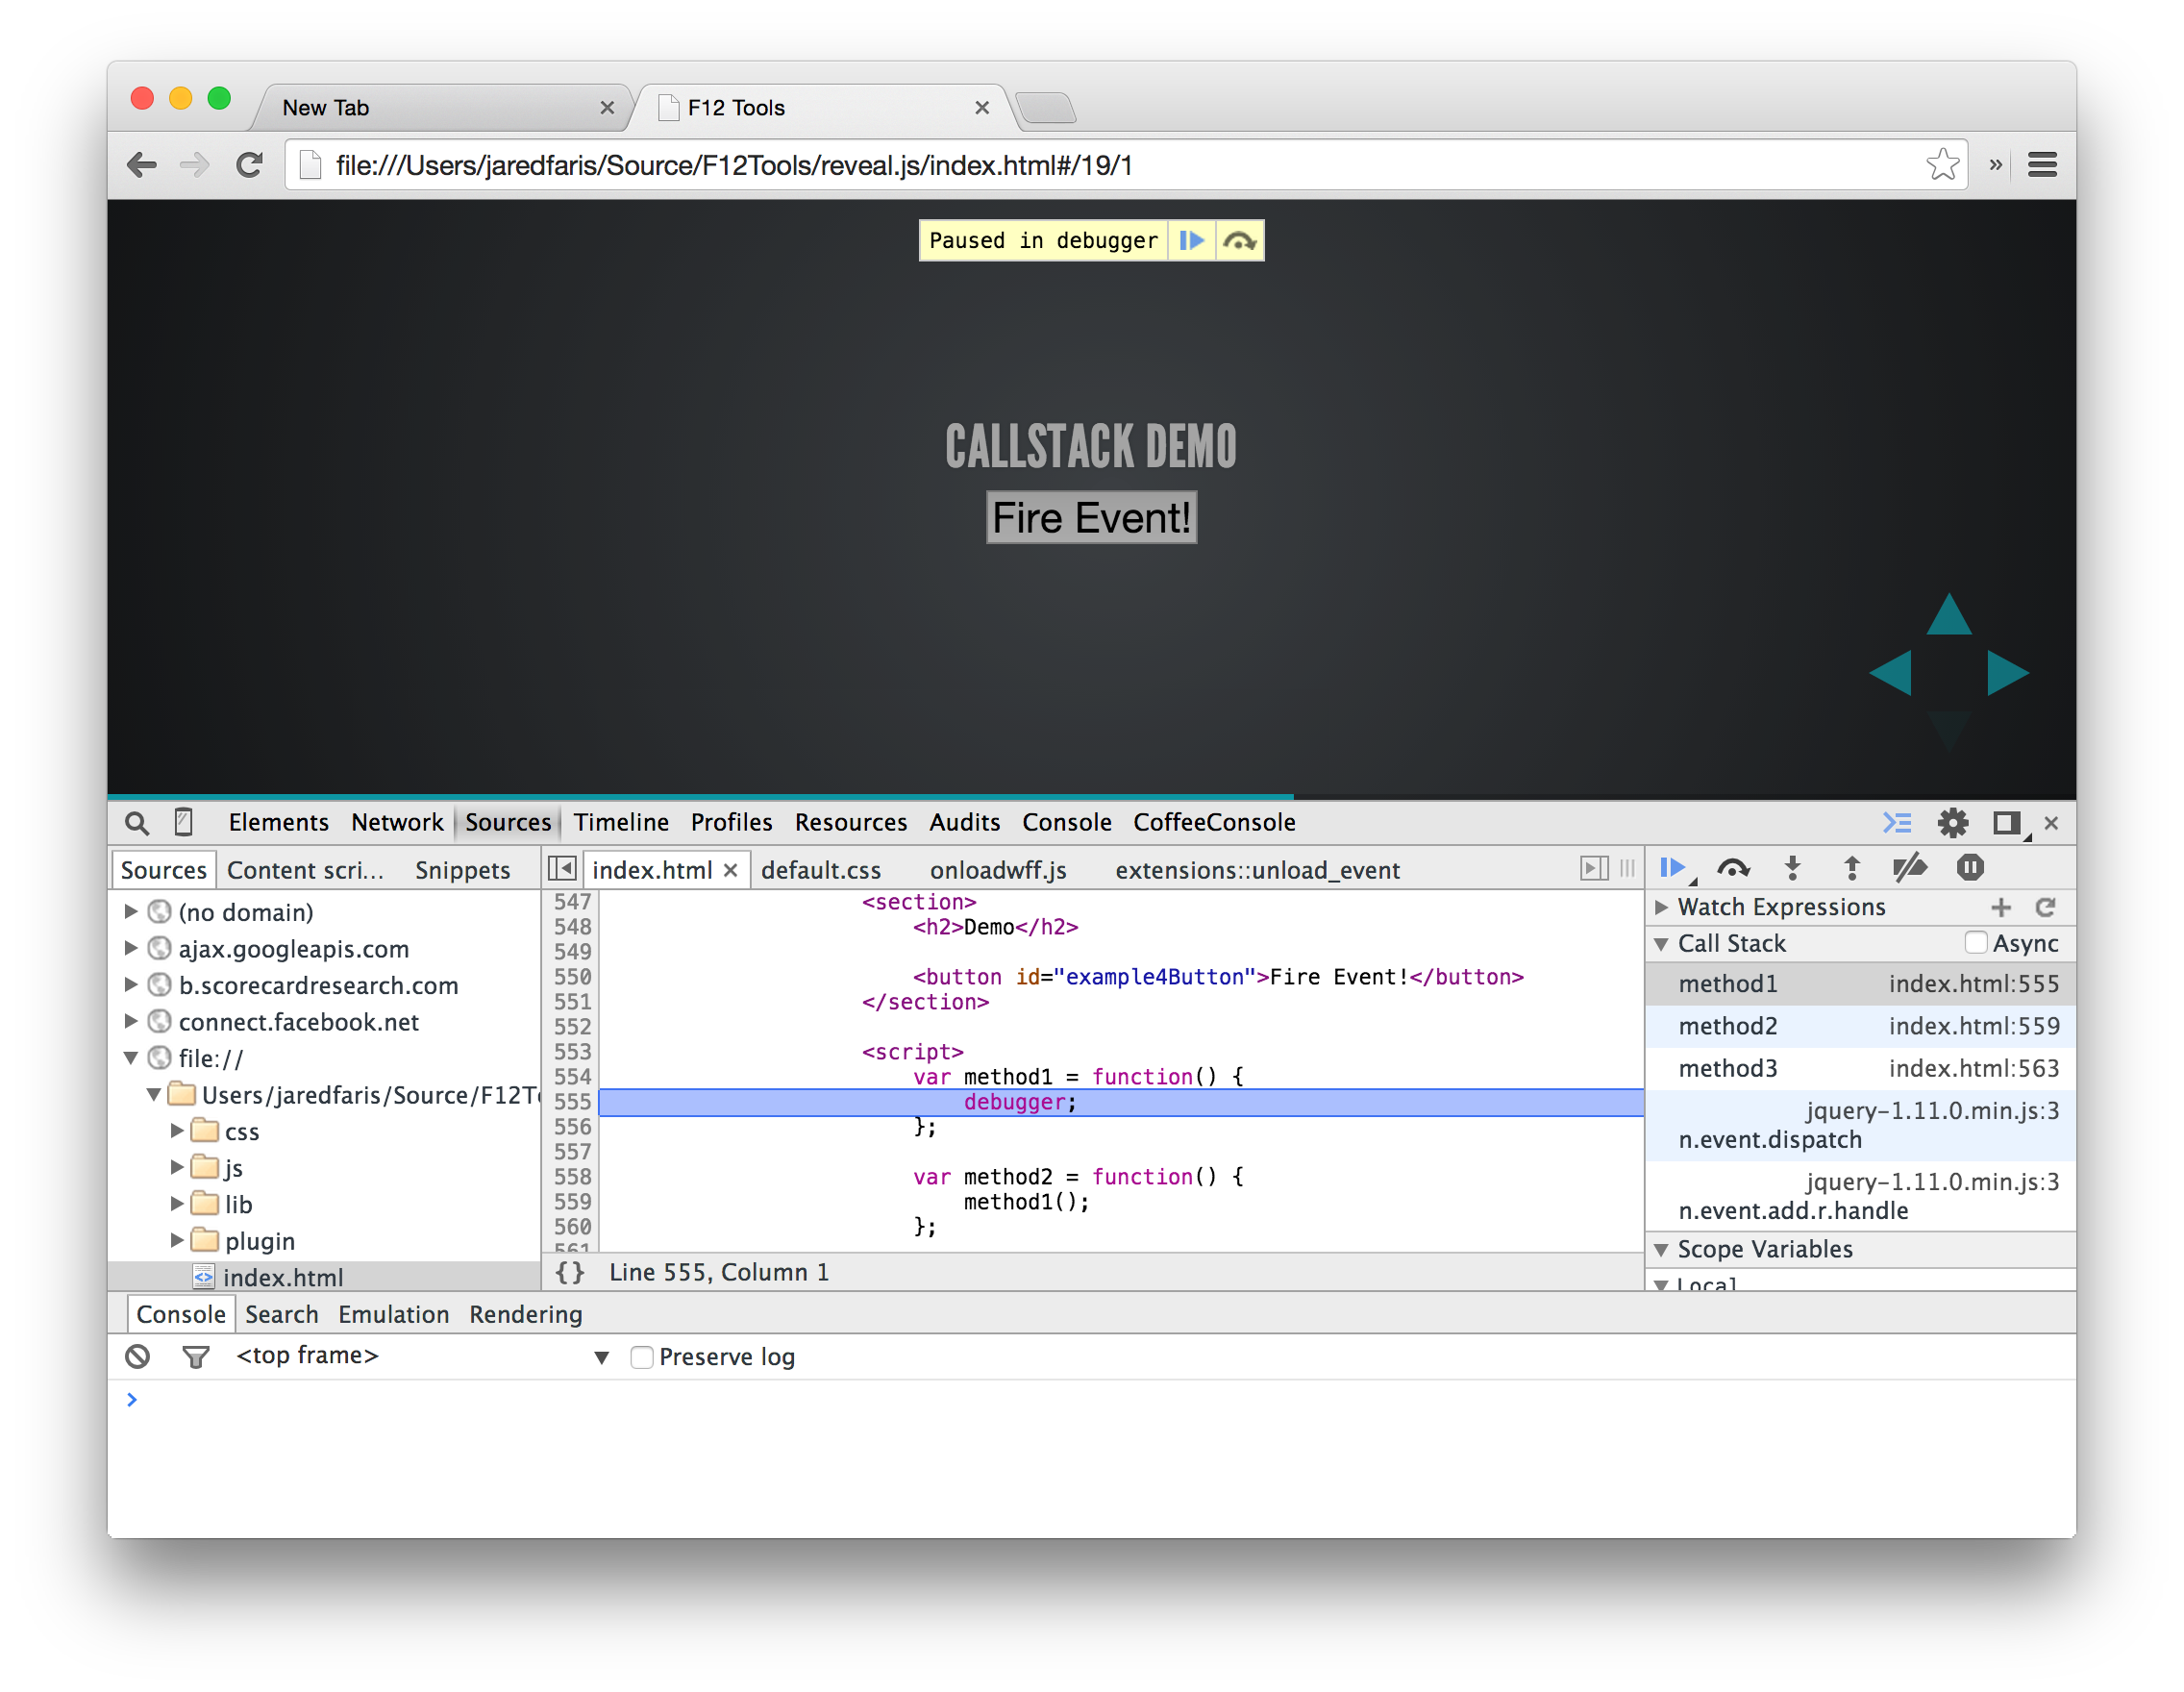 New Tab
F12 Tools
file:///Users/jaredfaris/Source/F12Tools/reveal.js/index.html#/19/1
Paused in debugger
CALLSTACK DEMO
Fire Event!
Elements Network Sources Timeline Profiles Resources Audits Console CoffeeConsole
Sources Content scri... Snippets
(no domain)
ajax.googleapis.com
b.scorecardresearch.com
connect.facebook.net
file://
Users/jaredfaris/Source/F12T
css
js
lib
plugin
index.html
index.html default.css onloadwff.js extensions::unload_event
547 <section>
548 <h2>Demo</h2>
549
550 <button id="example4Button">Fire Event!</button>
551 </section>
552
553 <script>
554 var method1 = function() {
555 debugger;
556 };
557
558 var method2 = function() {
559 method1();
560 };
561
{} Line 555, Column 1
Watch Expressions
Call Stack Async
method1 index.html:555
method2 index.html:559
method3 index.html:563
jquery-1.11.0.min.js:3
n.event.dispatch
jquery-1.11.0.min.js:3
n.event.add.r.handle
Scope Variables
Local
Console Search Emulation Rendering
<top frame> Preserve log